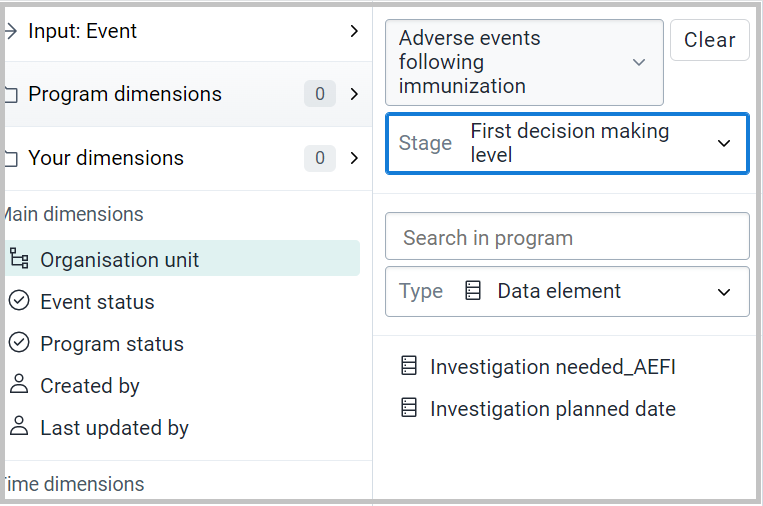 Input: Event
Program dimensions 0
Your dimensions 0
Main dimensions
Organisation unit
Event status
Program status
Created by
Last updated by
Time dimensions
Adverse events
following
immunization
Clear
Stage First decision making
level
Search in program
Type Data element
Investigation needed_AEFI
Investigation planned date